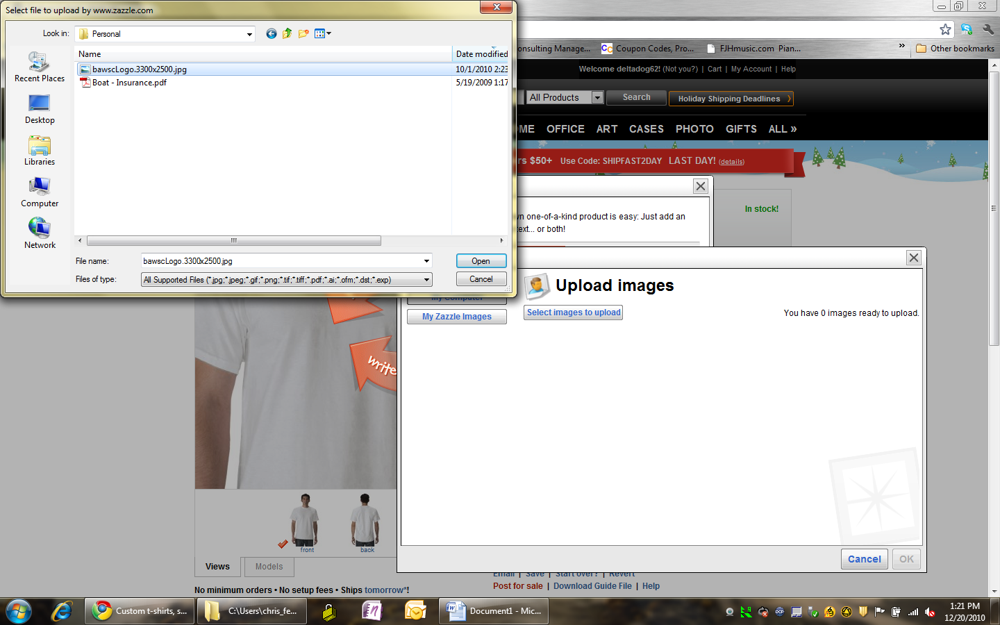 Select file to upload by www.zazzle.com
Look in:
Personal
Name
Date modified
bawscLogo.3300x2500.jpg
10/1/2010 2:23
Boat - Insurance.pdf
5/19/2009 1:17
Recent Places
Desktop
Libraries
Computer
Network
File name:
bawscLogo.3300x2500.jpg
Open
Files of type:
All Supported Files (*.jpg;*.jpeg;*.gif;*.png;*.tif;*.tiff;*.pdf;*.ai;*.ofm;*.dst;*.exp)
Cancel
onsulting Manage...
Coupon Codes, Pro...
FJHmusic.com Pian...
»
Other bookmarks
Welcome deltadog62! (Not you?) | Cart | My Account | Help
All Products
Search
Holiday Shipping Deadlines
OME OFFICE ART CASES PHOTO GIFTS ALL »
rs $50+ Use Code: SHIPFAST2DAY LAST DAY! (details)
In stock!
n one-of-a-kind product is easy: Just add an
text... or both!
Upload images
My Computer
My Zazzle Images
Select images to upload
You have 0 images ready to upload.
write
front
back
Views
Models
Cancel
OK
Email | Save | Start over? | Revert
Post for sale | Download Guide File | Help
No minimum orders • No setup fees • Ships tomorrow*!
Custom t-shirts, s...
C:\Users\chris_fe...
Document1 - Mic...
1:21 PM
12/20/2010